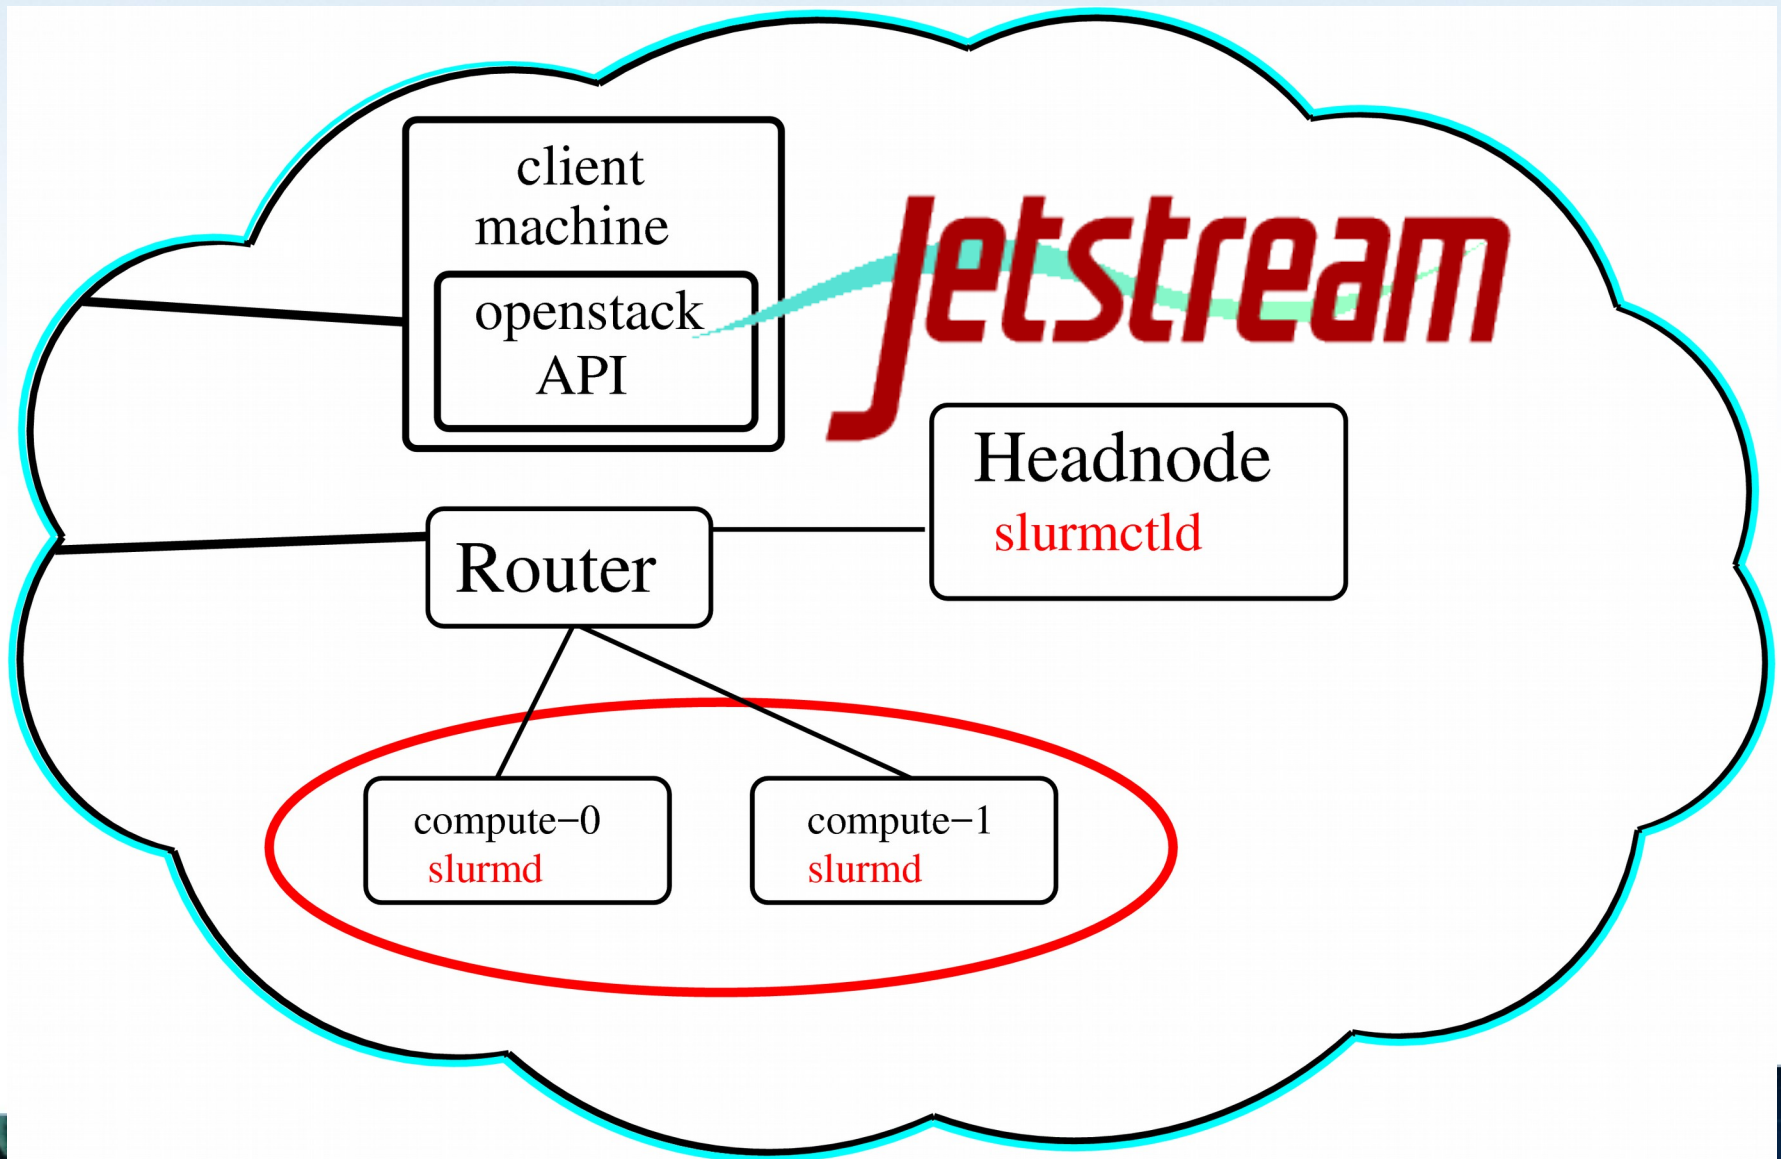 client
machine
openstack
API
Jetstream
Headnode
slurmctld
Router
compute−0
slurmd
compute−1
slurmd